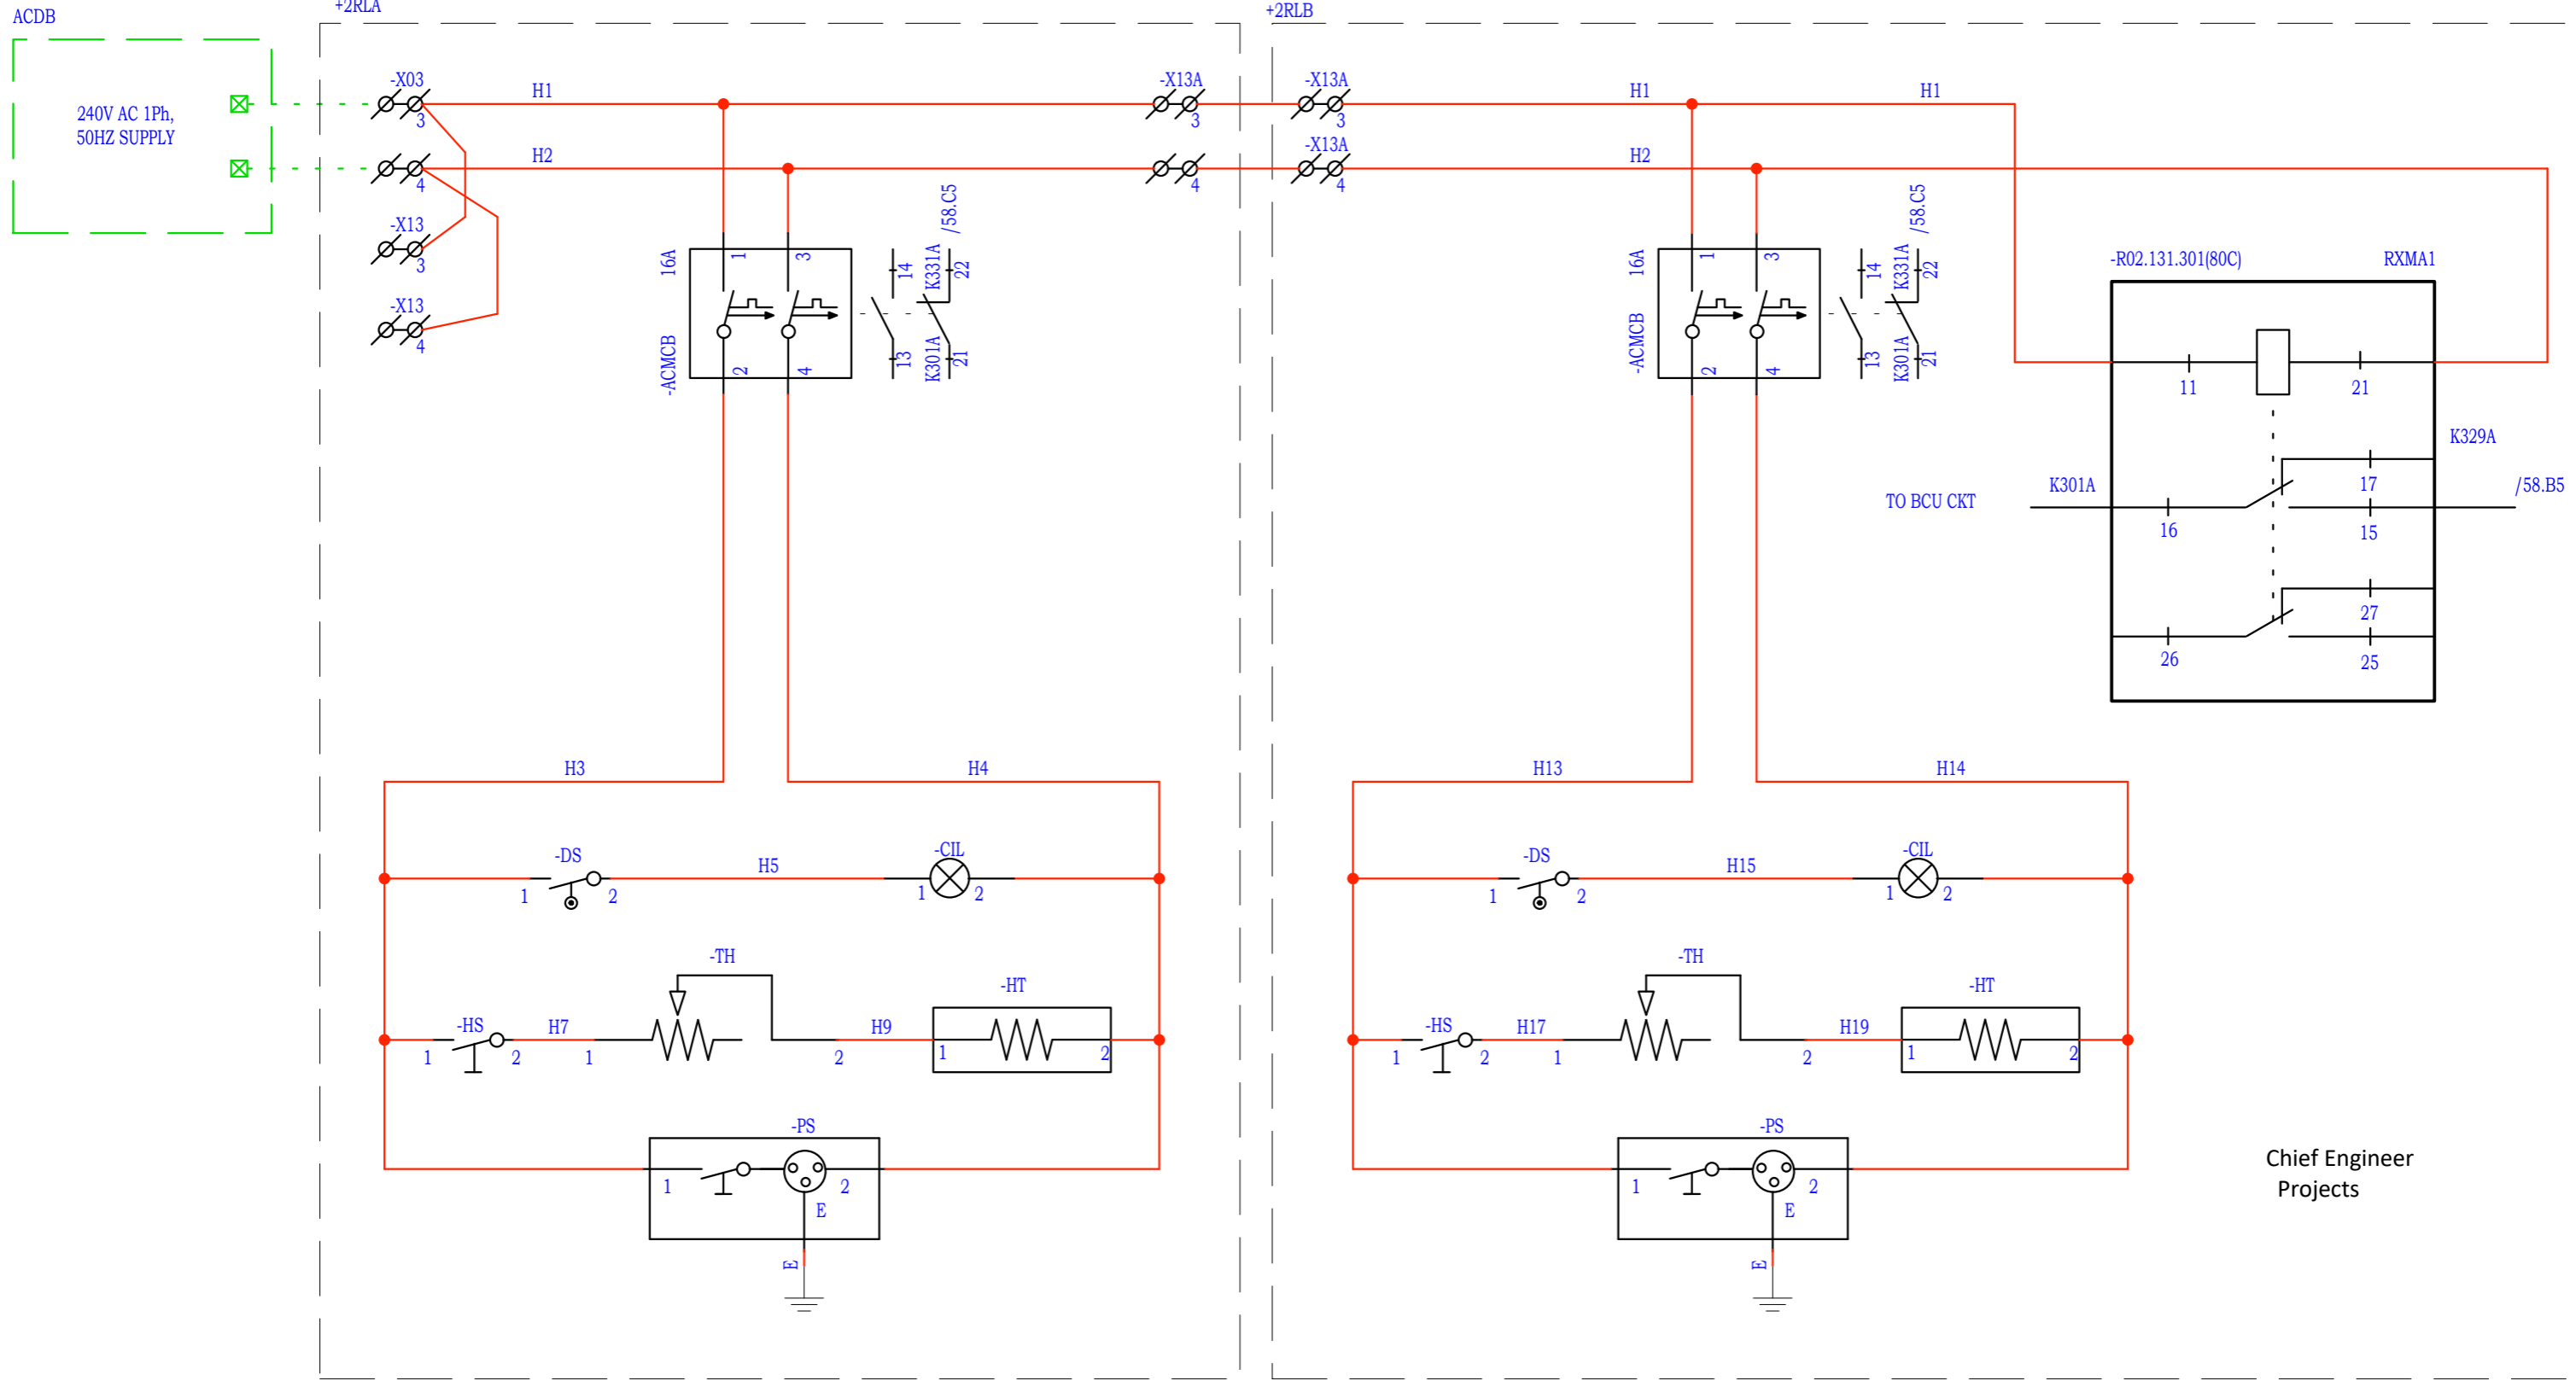 ACDB
240V AC 1Ph,
50HZ SUPPLY
+2RLA
-X03
3
4
-X13
3
-X13
4
H1
H2
-X13A
3
4
16A
-ACMCB
1
3
2
4
14
13
K331A
22
/58.C5
K301A
21
H3
H4
-DS
1
2
H5
-CIL
1
2
-HS
1
2
H7
1
-TH
2
H9
-HT
1
2
-PS
1
2
E
E
+2RLB
-X13A
3
-X13A
4
H1
H1
H2
16A
-ACMCB
1
3
2
4
14
13
K331A
22
/58.C5
K301A
21
-R02.131.301(80C)
RXMA1
11
21
K329A
TO BCU CKT
K301A
16
17
15
/58.B5
26
27
25
H13
H14
-DS
1
2
H15
-CIL
1
2
-HS
1
2
H17
1
-TH
2
H19
-HT
1
2
-PS
1
2
E
E
Chief Engineer
Projects